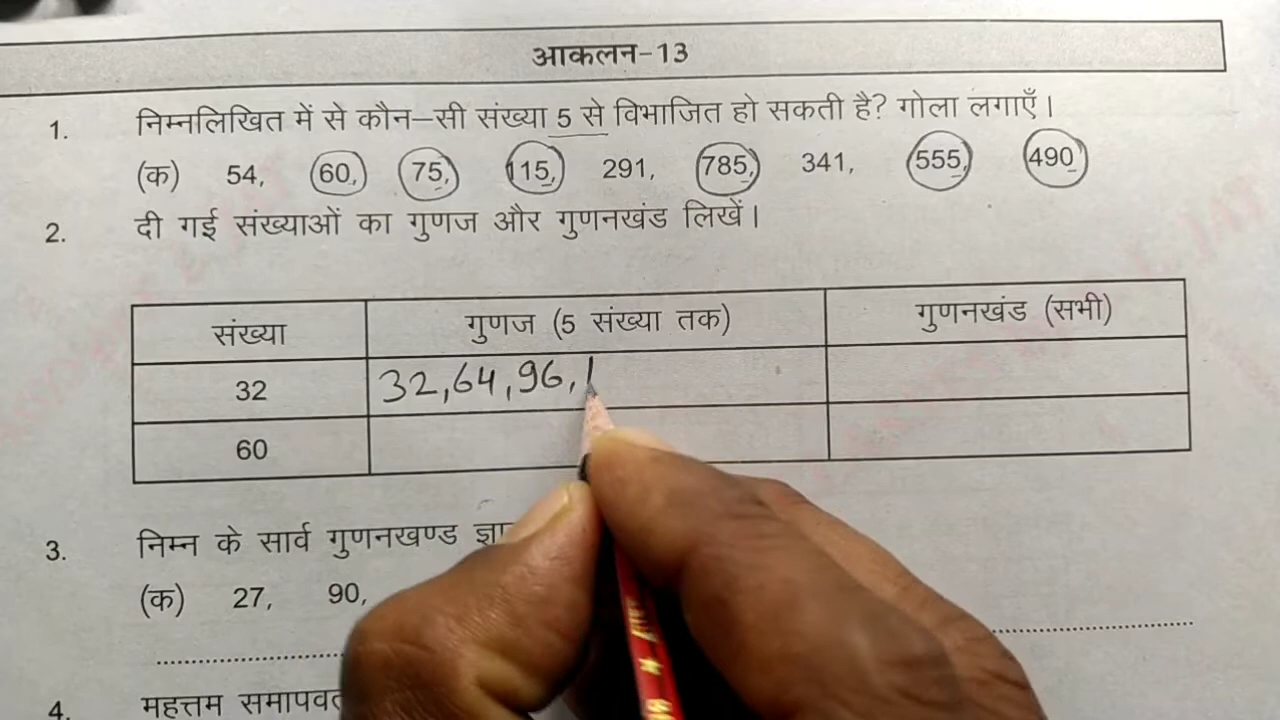 आकलन-13
1. निम्नलिखित में से कौन-सी संख्या 5 से विभाजित हो सकती है? गोला लगाएँ।
(क) 54, 60, 75, 115, 291, 785, 341, 555, 490
2. दी गई संख्याओं का गुणज और गुणनखंड लिखें।
संख्या गुणज (5 संख्या तक) गुणनखंड (सभी)
32 32,64,96,1
60
3. निम्न के सार्व गुणनखण्ड
(क) 27, 90,
4. महत्तम